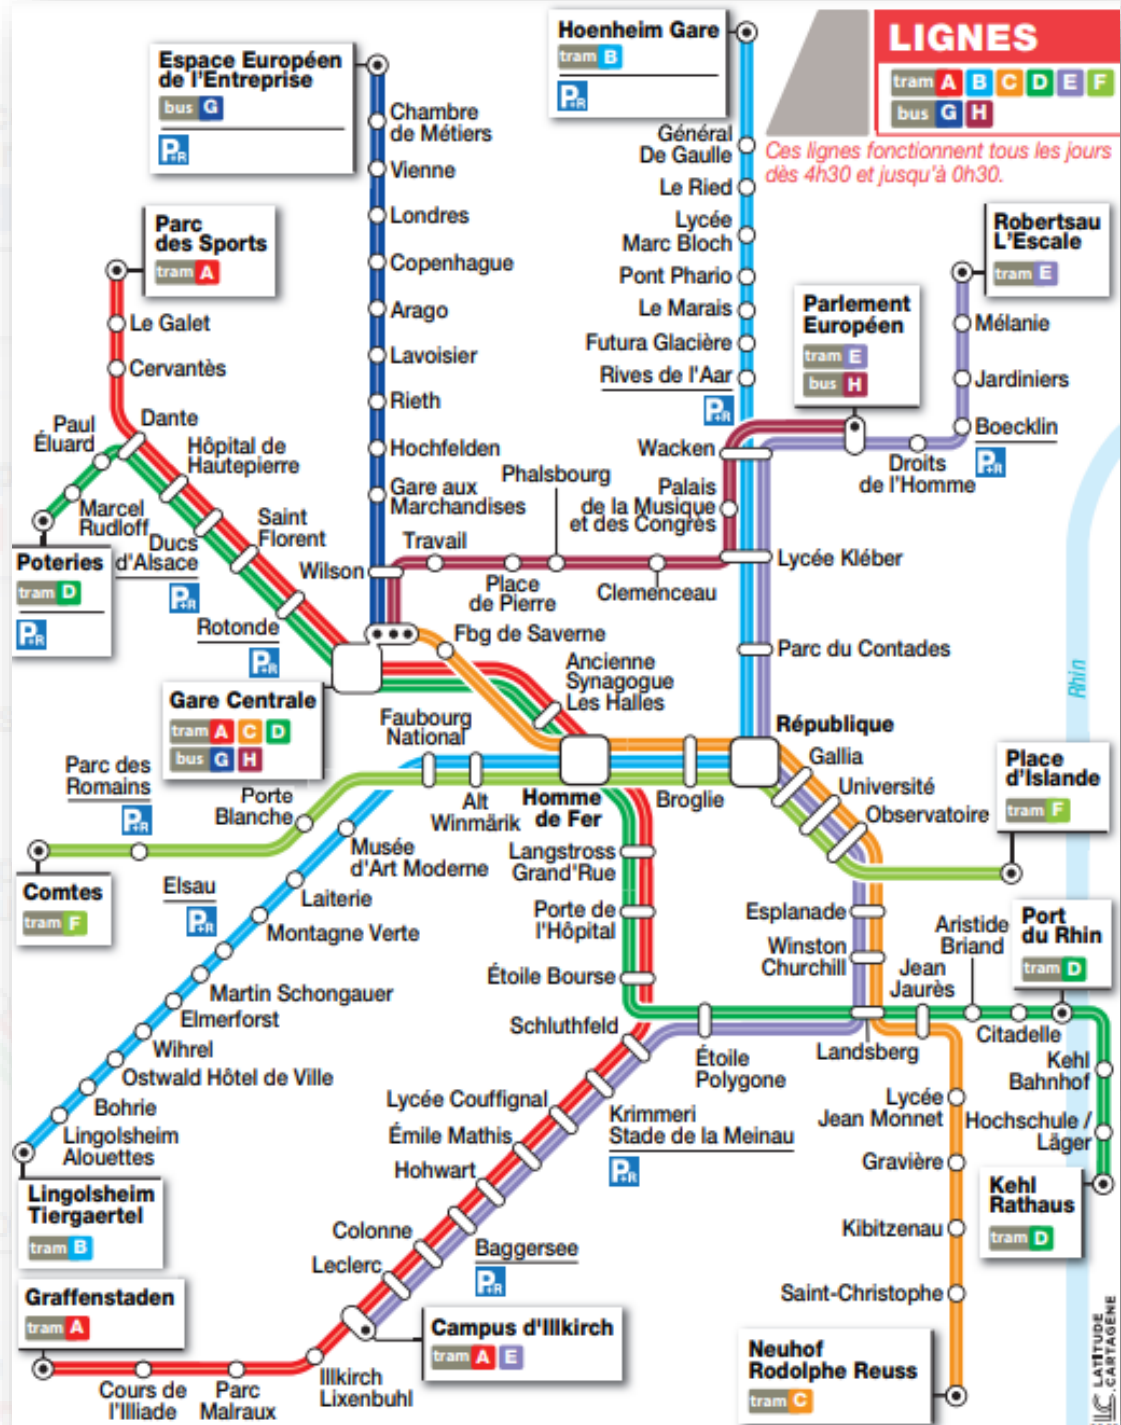 LIGNES
tram A B C D E F
bus G H
Ces lignes fonctionnent tous les jours
dès 4h30 et jusqu'à 0h30.
Espace Européen
de l'Entreprise
bus G
P+R
Chambre
de Métiers
Vienne
Londres
Copenhague
Arago
Lavoisier
Rieth
Hochfelden
Gare aux
Marchandises
Wilson
Hoenheim Gare
tram B
P+R
Général
De Gaulle
Le Ried
Lycée
Marc Bloch
Pont Phario
Le Marais
Futura Glacière
Rives de l'Aar
P+R
Wacken
Palais
de la Musique
et des Congrès
Lycée Kléber
Parc du Contades
République
Robertsau
L'Escale
tram E
Mélanie
Jardiniers
Boecklin
P+R
Droits
de l'Homme
Parlement
Européen
tram E
bus H
Parc
des Sports
tram A
Le Galet
Cervantès
Dante
Hôpital de
Hautepierre
Paul
Éluard
Marcel
Rudloff
Poteries
tram D
P+R
Ducs
d'Alsace
P+R
Saint
Florent
Rotonde
P+R
Gare Centrale
tram A C D
bus G H
Travail
Place
de Pierre
Phalsbourg
Clemenceau
Fbg de Saverne
Ancienne
Synagogue
Les Halles
Faubourg
National
Alt
Winmärik
Homme
de Fer
Broglie
Gallia
Université
Observatoire
Place
d'Islande
tram F
Rhin
Parc des
Romains
P+R
Porte
Blanche
Comtes
tram F
Musée
d'Art Moderne
Laiterie
Montagne Verte
Elsau
P+R
Martin Schongauer
Elmerforst
Wihrel
Ostwald Hôtel de Ville
Bohrie
Lingolsheim
Alouettes
Lingolsheim
Tiergaertel
tram B
Langstross
Grand'Rue
Porte de
l'Hôpital
Étoile Bourse
Schluthfeld
Étoile
Polygone
Krimmeri
Stade de la Meinau
P+R
Lycée Couffignal
Émile Mathis
Hohwart
Baggersee
P+R
Colonne
Leclerc
Campus d'Illkirch
tram A E
Illkirch
Lixenbuhl
Parc
Malraux
Cours de
l'Illiade
Graffenstaden
tram A
Esplanade
Winston
Churchill
Landsberg
Jean
Jaurès
Aristide
Briand
Citadelle
Port
du Rhin
tram D
Kehl
Bahnhof
Hochschule /
Läger
Kehl
Rathaus
tram D
Lycée
Jean Monnet
Gravière
Kibitzenau
Saint-Christophe
Neuhof
Rodolphe Reuss
tram C
LATITUDE
CARTAGENE